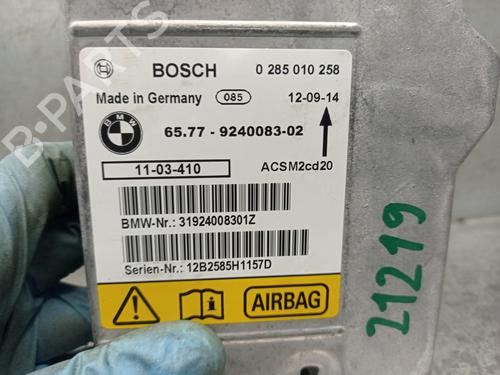 BOSCH 0 285 010 258
Made in Germany 085 12-09-14
BMW
65.77 - 9240083-02
11-03-410 ACSM2cd20
BMW-Nr.: 31924008301Z
Serien-Nr.: 12B2585H1157D
AIRBAG
21219
B-PARTS